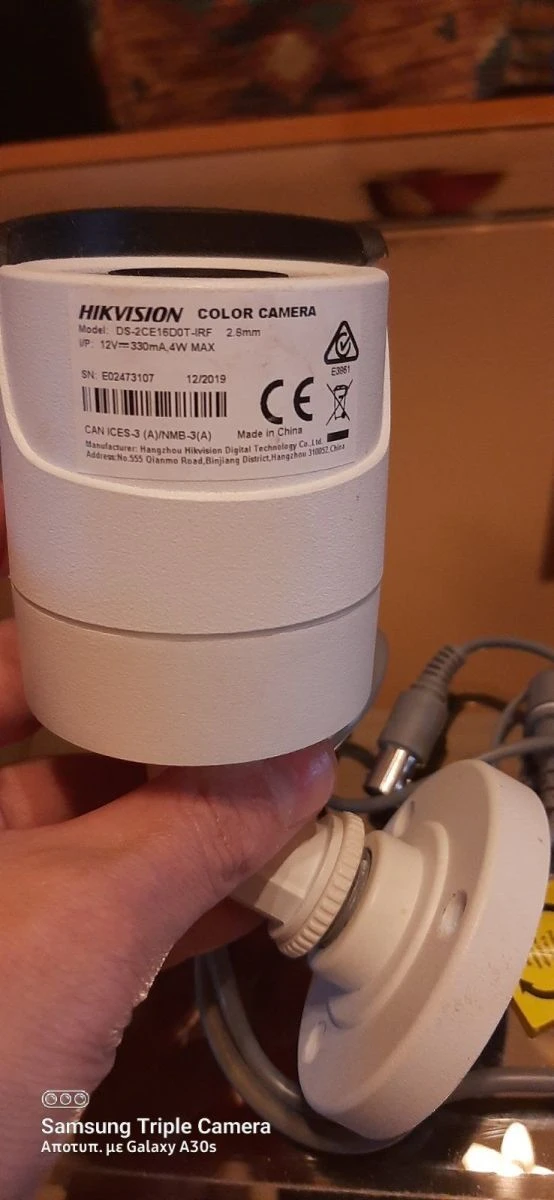 HIKVISION COLOR CAMERA
Model: DS-2CE16D0T-IRF 2.8mm
I/P: 12V⎓330mA,4W MAX
E3961
SN: E02473107 12/2019
CE
CAN ICES-3 (A)/NMB-3(A) Made in China
Manufacturer: Hangzhou Hikvision Digital Technology Co.,Ltd.
Address:No.555 Qianmo Road,Binjiang District,Hangzhou 310052,China
Samsung Triple Camera
Αποτυπ. με Galaxy A30s